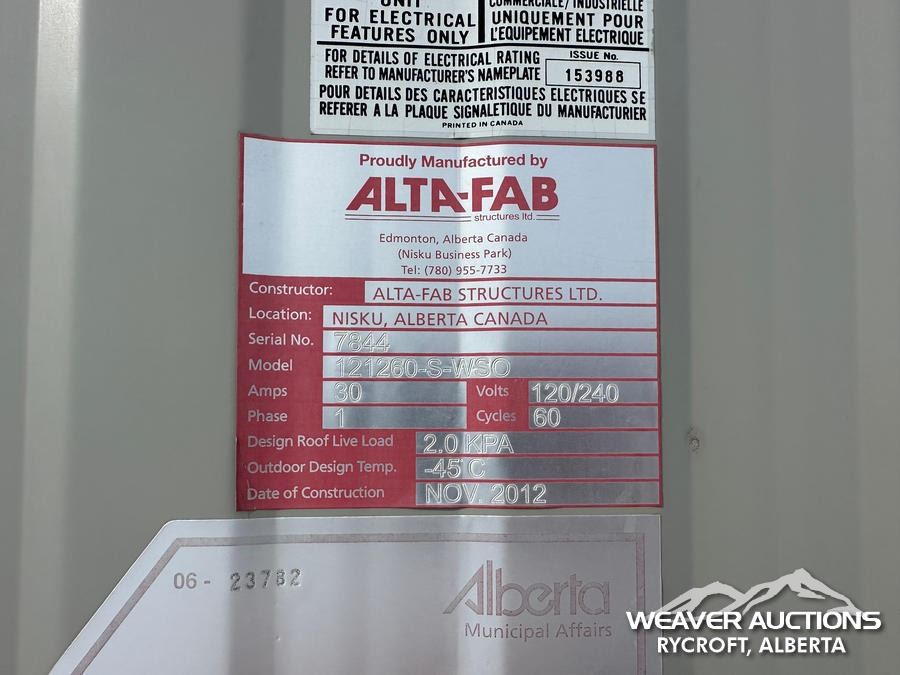 UNIT
FOR ELECTRICAL
FEATURES ONLY
COMMERCIALE/INDUSTRIELLE
UNIQUEMENT POUR
L'EQUIPEMENT ELECTRIQUE
FOR DETAILS OF ELECTRICAL RATING
REFER TO MANUFACTURER'S NAMEPLATE
ISSUE No.
153988
POUR DETAILS DES CARACTERISTIQUES ELECTRIQUES SE
REFERER A LA PLAQUE SIGNALETIQUE DU MANUFACTURIER
PRINTED IN CANADA
Proudly Manufactured by
ALTA-FAB
structures ltd.
Edmonton, Alberta Canada
(Nisku Business Park)
Tel: (780) 955-7733
Constructor: ALTA-FAB STRUCTURES LTD.
Location: NISKU, ALBERTA CANADA
Serial No. 7844
Model 121260-S-WSO
Amps 30 Volts 120/240
Phase 1 Cycles 60
Design Roof Live Load 2.0 KPA
Outdoor Design Temp. -45°C
Date of Construction NOV. 2012
06 - 23782
Alberta
Municipal Affairs
WEAVER AUCTIONS
RYCROFT, ALBERTA